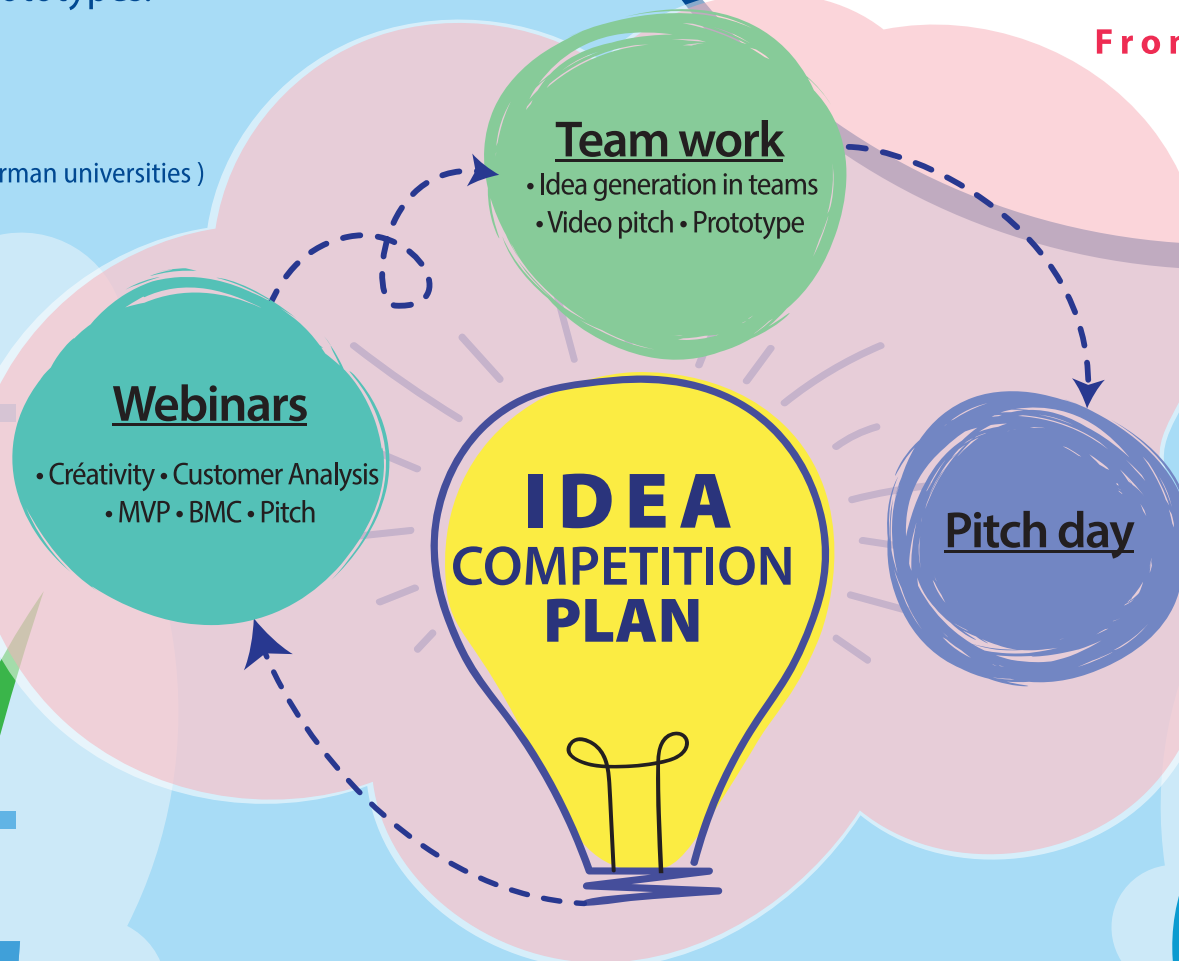 Fror
rman universities )
Team work
• Idea generation in teams
• Video pitch • Prototype
Webinars
• Créativity • Customer Analysis
• MVP • BMC • Pitch
IDEA
COMPETITION
PLAN
Pitch day